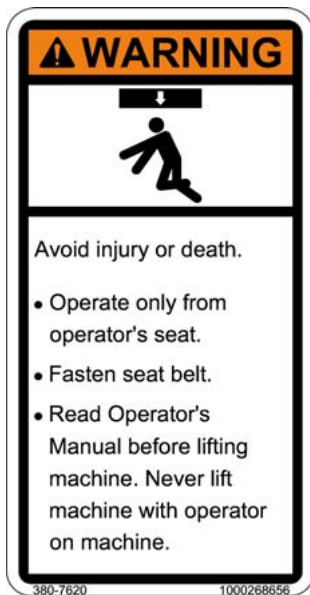 WARNING
Avoid injury or death.
• Operate only from
operator's seat.
• Fasten seat belt.
• Read Operator's
Manual before lifting
machine. Never lift
machine with operator
on machine.
380-7620 1000268656